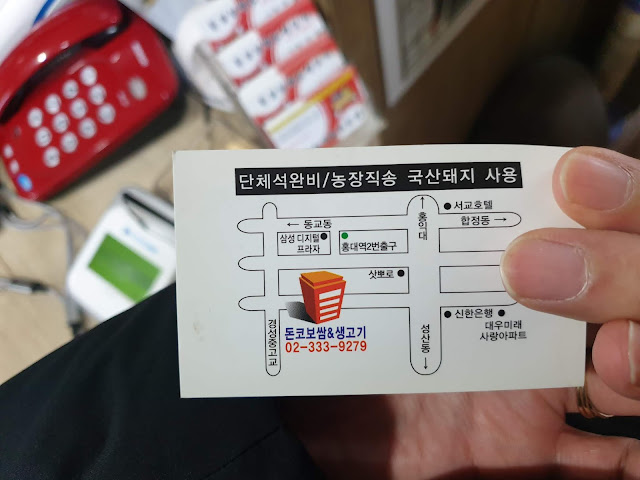 단체석완비/농장직송 국산돼지 사용
← 동교동
홍익대
서교호텔
합정동 →
삼성 디지털
프라자
홍대역2번출구
삿뽀로
돈코보쌈&생고기
02-333-9279
경성중고교
성산동
신한은행
대우미래
사랑아파트